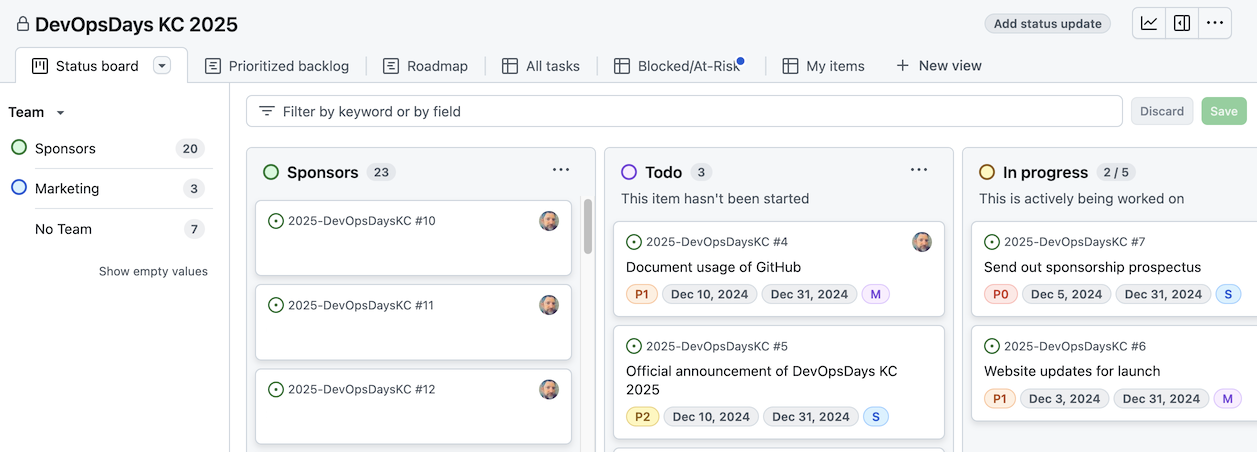 DevOpsDays KC 2025
Add status update
Status board
Prioritized backlog
Roadmap
All tasks
Blocked/At-Risk
My items
New view
Team
Sponsors 20
Marketing 3
No Team 7
Show empty values
Filter by keyword or by field
Discard
Save
Sponsors 23
2025-DevOpsDaysKC #10
2025-DevOpsDaysKC #11
2025-DevOpsDaysKC #12
Todo 3
This item hasn't been started
2025-DevOpsDaysKC #4
Document usage of GitHub
P1 Dec 10, 2024 Dec 31, 2024 M
2025-DevOpsDaysKC #5
Official announcement of DevOpsDays KC
2025
P2 Dec 10, 2024 Dec 31, 2024 S
In progress 2 / 5
This is actively being worked on
2025-DevOpsDaysKC #7
Send out sponsorship prospectus
P0 Dec 5, 2024 Dec 31, 2024 S
2025-DevOpsDaysKC #6
Website updates for launch
P1 Dec 3, 2024 Dec 31, 2024 M